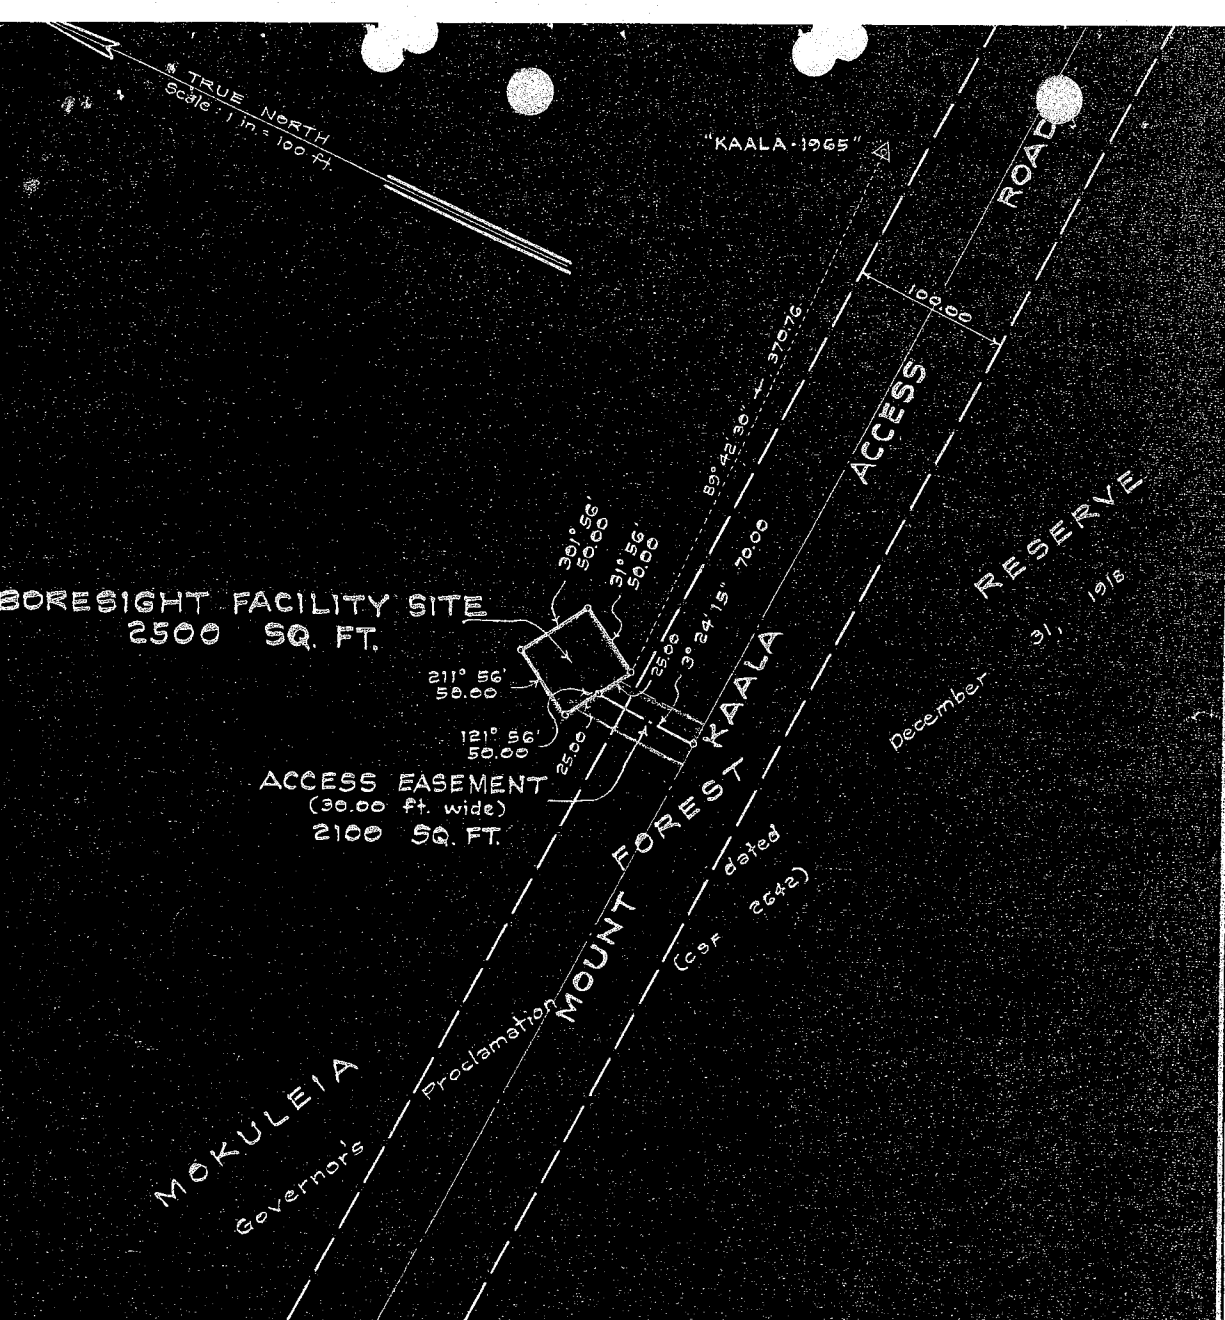 TRUE NORTH
Scale: 1 in. = 100 ft.
"KAALA-1965"
100.00
89° 42' 30" 370.76
301° 56'
50.00
31° 56'
50.00
BORESIGHT FACILITY SITE
2500 SQ. FT.
211° 56'
50.00
121° 56'
50.00
25.00
25.00
3° 24' 15" 70.00
ACCESS EASEMENT
(30.00 ft. wide)
2100 SQ. FT.
MOUNT KAALA ACCESS ROAD
MOKULEIA FOREST RESERVE
Governor's Proclamation dated December 31, 1918
(CSF 2642)